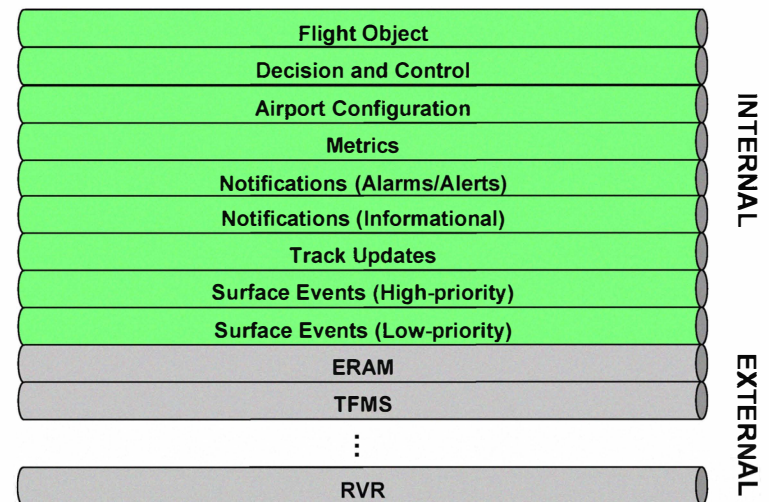 Flight Object
Decision and Control
Airport Configuration
Metrics
Notifications (Alarms/Alerts)
Notifications (Informational)
Track Updates
Surface Events (High-priority)
Surface Events (Low-priority)
ERAM
TFMS
⋮
RVR
INTERNAL
EXTERNAL